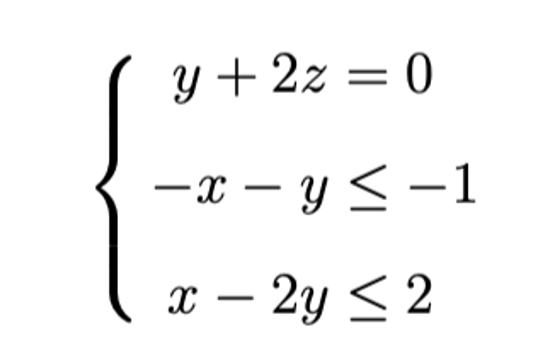 y + 2z = 0
−x − y ≤ −1
x − 2y ≤ 2